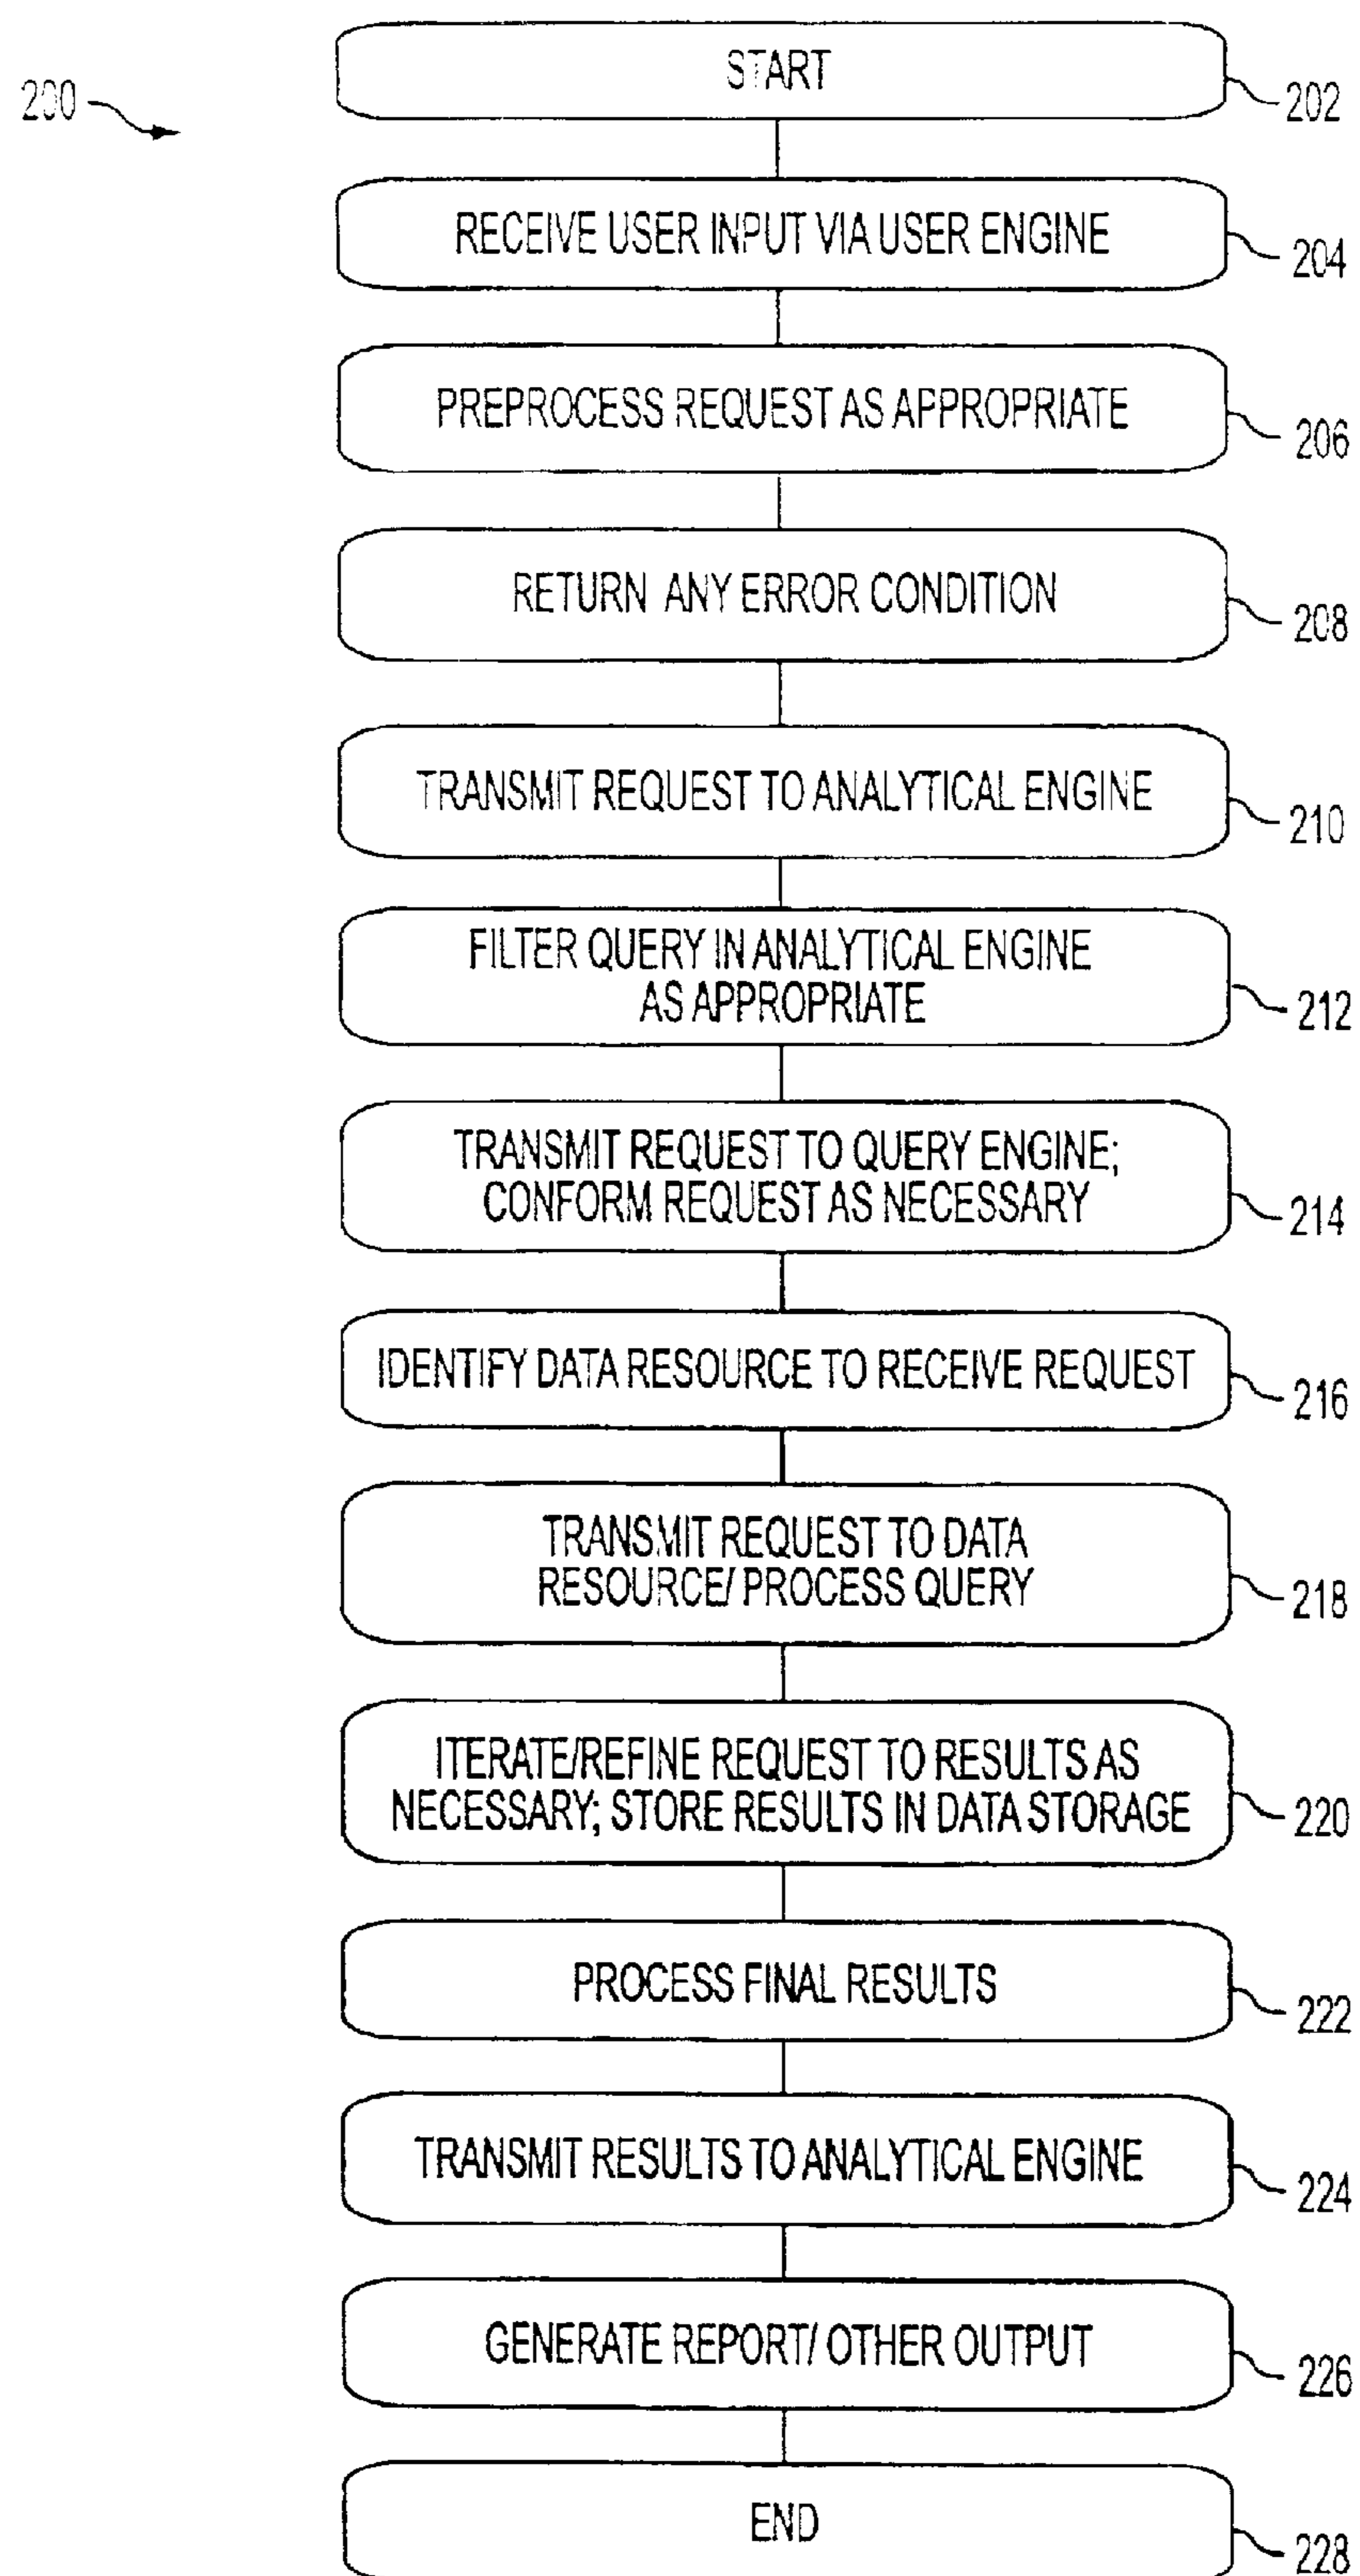 START
200
202
RECEIVE USER INPUT VIA USER ENGINE
204
PREPROCESS REQUEST AS APPROPRIATE
206
RETURN ANY ERROR CONDITION
208
TRANSMIT REQUEST TO ANALYTICAL ENGINE
210
FILTER QUERY IN ANALYTICAL ENGINE
AS APPROPRIATE
212
TRANSMIT REQUEST TO QUERY ENGINE;
CONFORM REQUEST AS NECESSARY
214
IDENTIFY DATA RESOURCE TO RECEIVE REQUEST
216
TRANSMIT REQUEST TO DATA
RESOURCE/ PROCESS QUERY
218
ITERATE/REFINE REQUEST TO RESULTS AS
NECESSARY; STORE RESULTS IN DATA STORAGE
220
PROCESS FINAL RESULTS
222
TRANSMIT RESULTS TO ANALYTICAL ENGINE
224
GENERATE REPORT/ OTHER OUTPUT
226
END
228